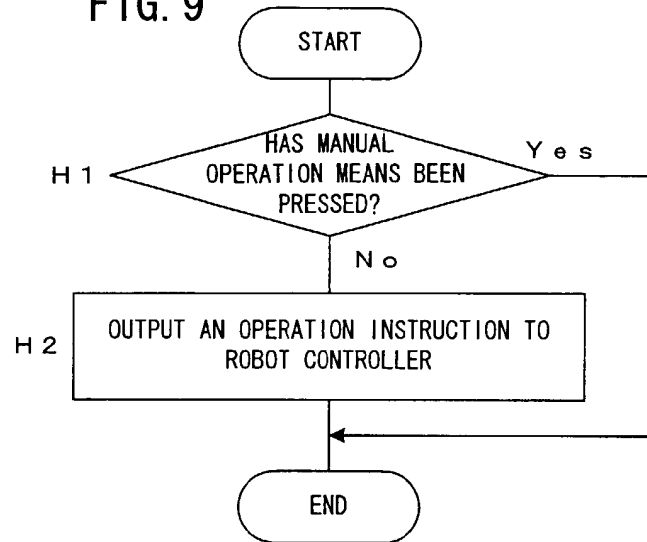 FIG. 9
START
HAS MANUAL
OPERATION MEANS BEEN
PRESSED?
H1
Yes
No
H2
OUTPUT AN OPERATION INSTRUCTION TO
ROBOT CONTROLLER
END